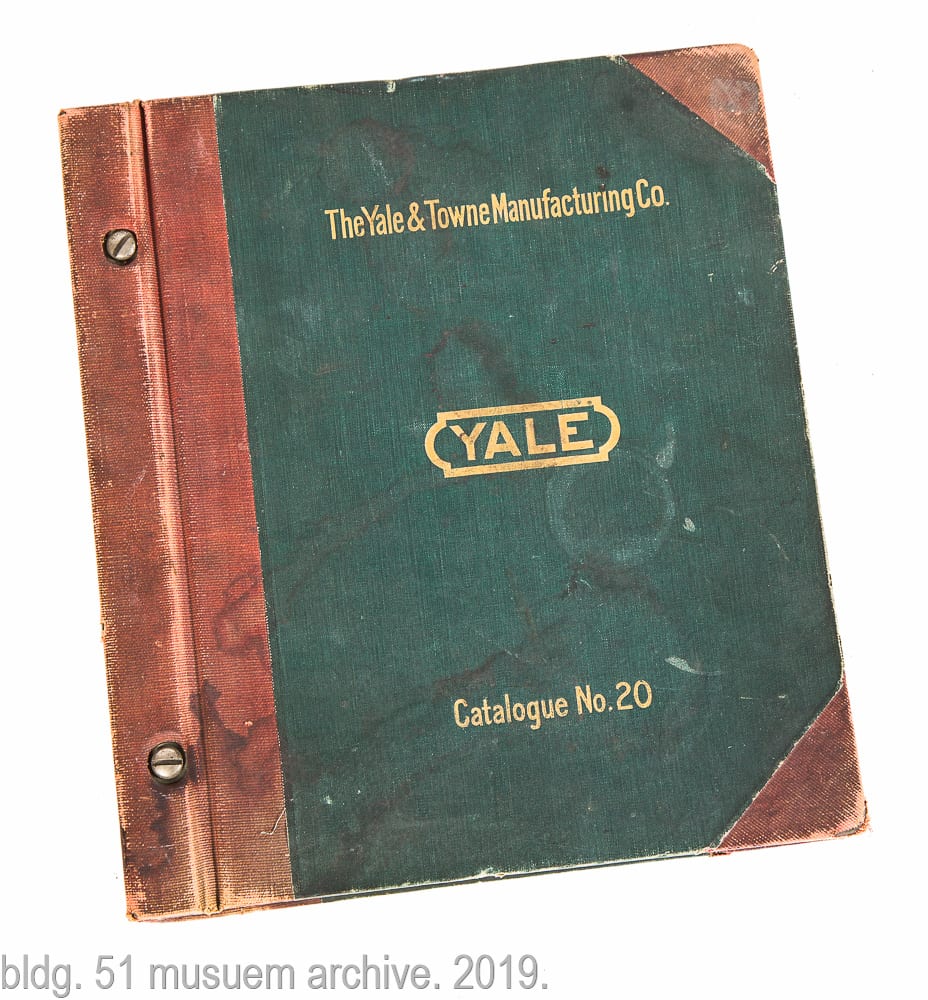 The Yale & Towne Manufacturing Co.
YALE
Catalogue No. 20
bldg. 51 musuem archive. 2019.